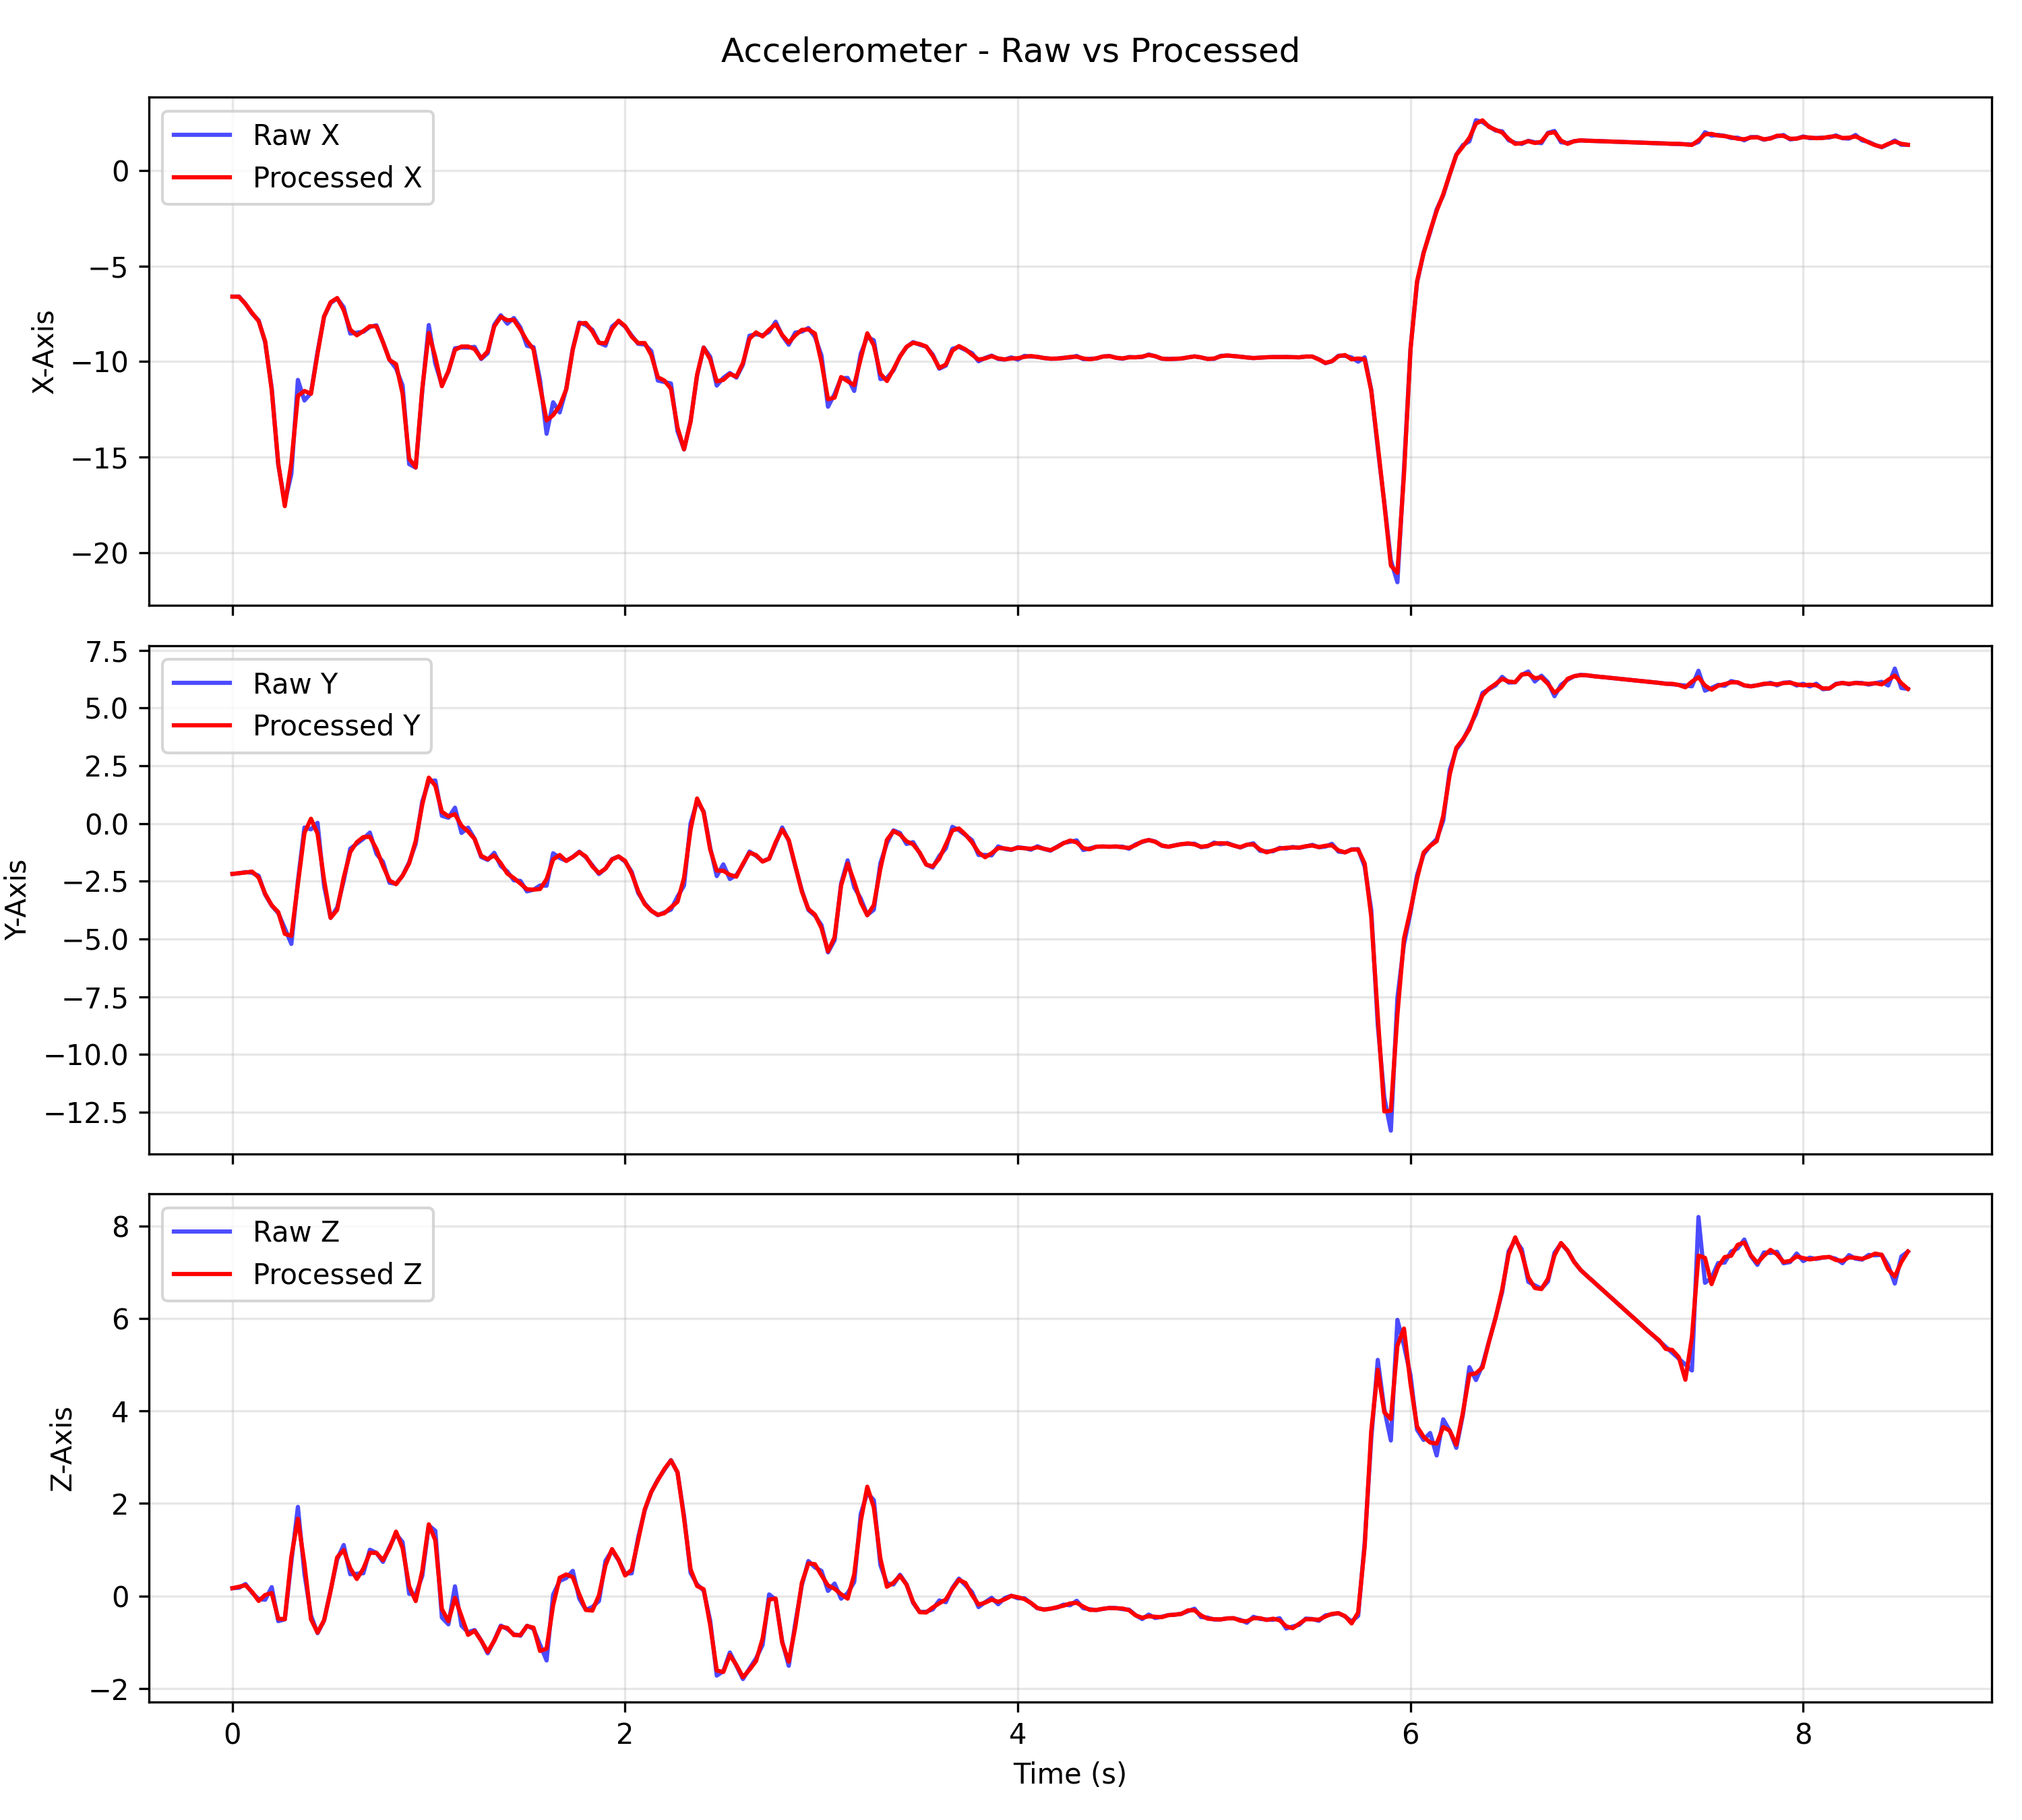 Accelerometer - Raw vs Processed
Raw X
Processed X
0
−5
−10
−15
−20
X-Axis
Raw Y
Processed Y
7.5
5.0
2.5
0.0
−2.5
−5.0
−7.5
−10.0
−12.5
Y-Axis
Raw Z
Processed Z
8
6
4
2
0
−2
Z-Axis
0 2 4 6 8
Time (s)